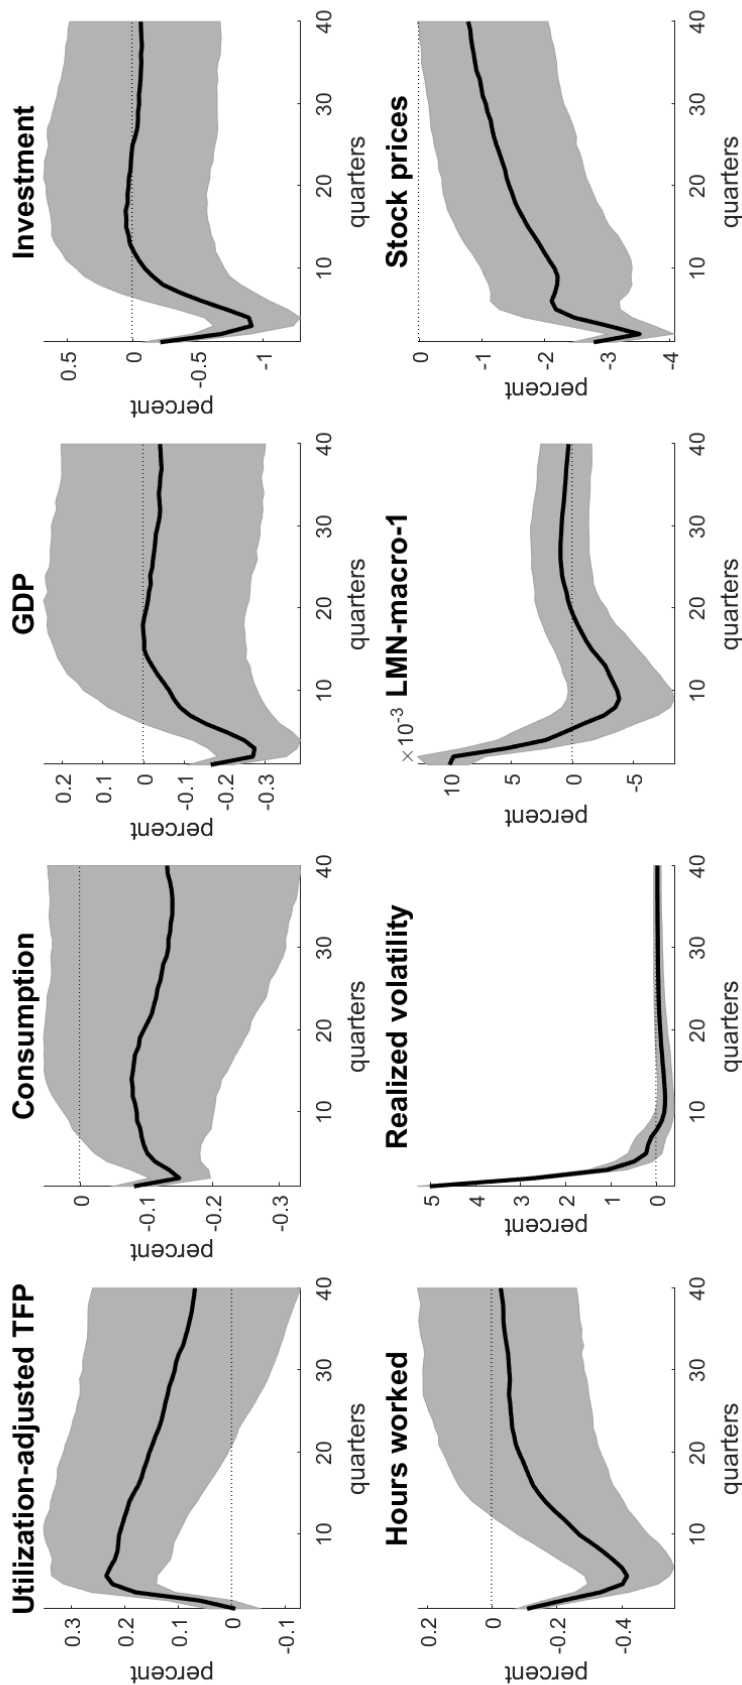 Utilization-adjusted TFP
percent
0.3
0.2
0.1
0
-0.1
10 20 30 40
quarters
Consumption
percent
0
-0.1
-0.2
-0.3
10 20 30 40
quarters
GDP
percent
0.2
0.1
0
-0.1
-0.2
-0.3
10 20 30 40
quarters
Investment
percent
0.5
0
-0.5
-1
10 20 30 40
quarters
Hours worked
percent
0.2
0
-0.2
-0.4
10 20 30 40
quarters
Realized volatility
percent
5
4
3
2
1
0
10 20 30 40
quarters
×10⁻³ LMN-macro-1
percent
10
5
0
-5
10 20 30 40
quarters
Stock prices
percent
0
-1
-2
-3
-4
10 20 30 40
quarters